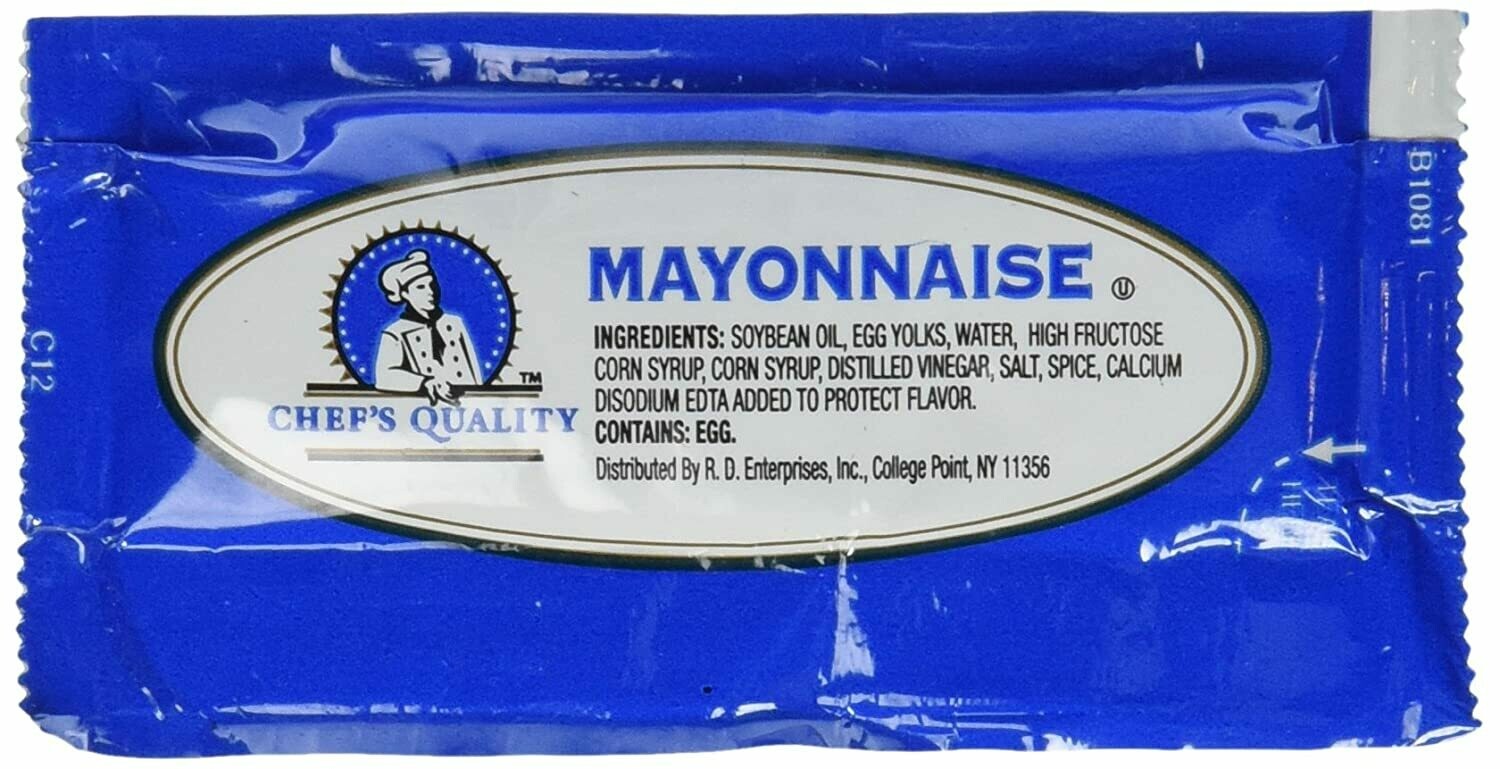 B1081
C12
TM
CHEF'S QUALITY
MAYONNAISE Ⓤ
INGREDIENTS: SOYBEAN OIL, EGG YOLKS, WATER, HIGH FRUCTOSE
CORN SYRUP, CORN SYRUP, DISTILLED VINEGAR, SALT, SPICE, CALCIUM
DISODIUM EDTA ADDED TO PROTECT FLAVOR.
CONTAINS: EGG.
Distributed By R. D. Enterprises, Inc., College Point, NY 11356